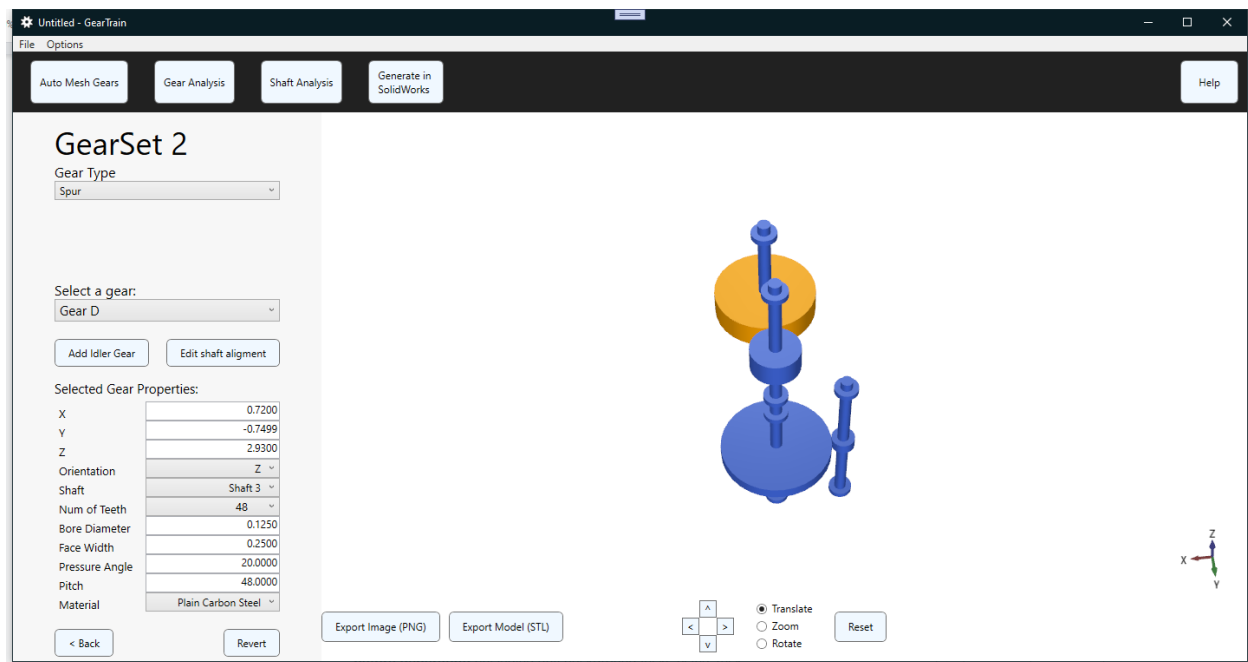 Untitled - GearTrain
File Options
Auto Mesh Gears
Gear Analysis
Shaft Analysis
Generate in
SolidWorks
Help
GearSet 2
Gear Type
Spur
Select a gear:
Gear D
Add Idler Gear
Edit shaft aligment
Selected Gear Properties:
X 0.7200
Y -0.7499
Z 2.9300
Orientation Z
Shaft Shaft 3
Num of Teeth 48
Bore Diameter 0.1250
Face Width 0.2500
Pressure Angle 20.0000
Pitch 48.0000
Material Plain Carbon Steel
< Back
Revert
Export Image (PNG)
Export Model (STL)
^
< >
v
Translate
Zoom
Rotate
Reset
Z
X
Y